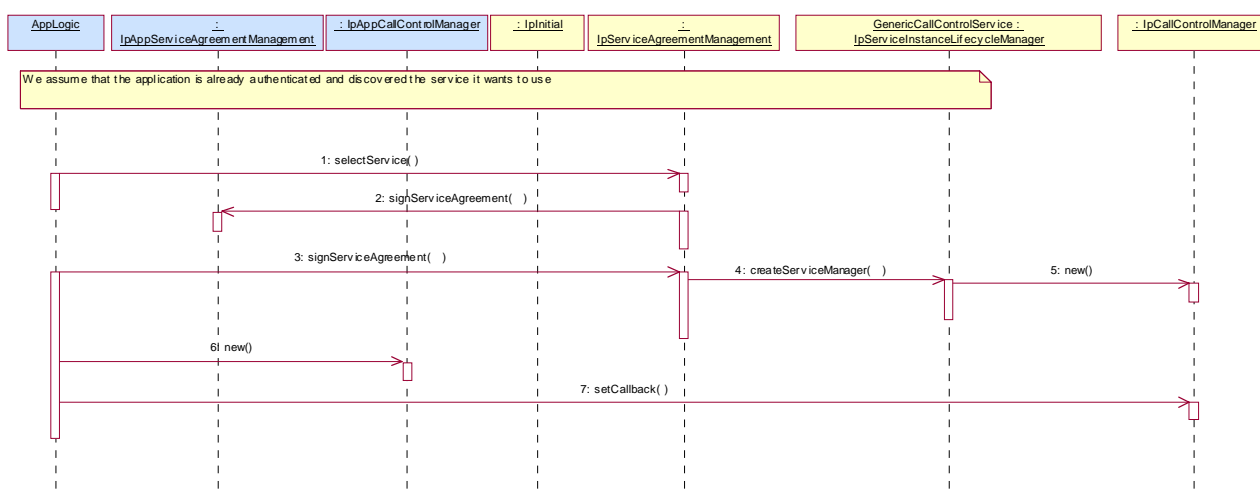 AppLogic
:
IpAppServiceAgreementManagement
: IpAppCallControlManager
: IpInitial
:
IpServiceAgreementManagement
GenericCallControlService :
IpServiceInstanceLifecycleManager
: IpCallControlManager
We assume that the application is already authenticated and discovered the service it wants to use
1: selectService( )
2: signServiceAgreement( )
3: signServiceAgreement( )
4: createServiceManager( )
5: new()
6: new()
7: setCallback( )